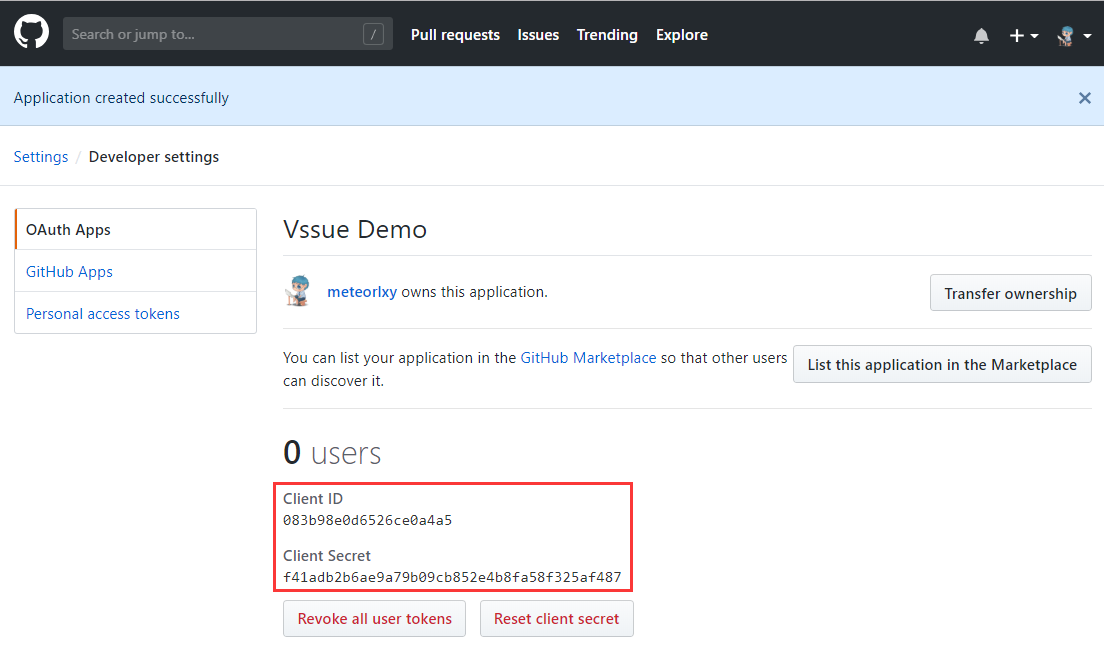 Search or jump to...
/
Pull requests Issues Trending Explore
Application created successfully
Settings / Developer settings
OAuth Apps
GitHub Apps
Personal access tokens
Vssue Demo
meteorlxy owns this application.
Transfer ownership
You can list your application in the GitHub Marketplace so that other users
can discover it.
List this application in the Marketplace
0 users
Client ID
083b98e0d6526ce0a4a5
Client Secret
f41adb2b6ae9a79b09cb852e4b8fa58f325af487
Revoke all user tokens
Reset client secret